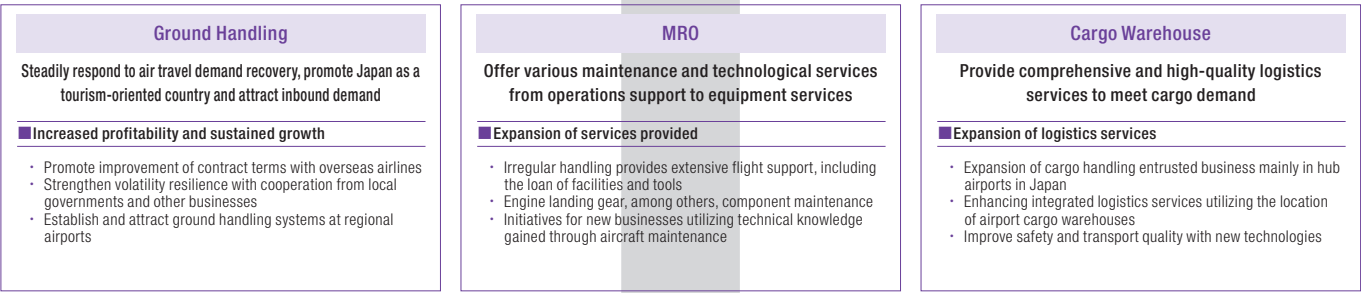 Ground Handling
Steadily respond to air travel demand recovery, promote Japan as a
tourism-oriented country and attract inbound demand
■Increased profitability and sustained growth
・ Promote improvement of contract terms with overseas airlines
・ Strengthen volatility resilience with cooperation from local
governments and other businesses
・ Establish and attract ground handling systems at regional
airports
MRO
Offer various maintenance and technological services
from operations support to equipment services
■Expansion of services provided
・ Irregular handling provides extensive flight support, including
the loan of facilities and tools
・ Engine landing gear, among others, component maintenance
・ Initiatives for new businesses utilizing technical knowledge
gained through aircraft maintenance
Cargo Warehouse
Provide comprehensive and high-quality logistics
services to meet cargo demand
■Expansion of logistics services
・ Expansion of cargo handling entrusted business mainly in hub
airports in Japan
・ Enhancing integrated logistics services utilizing the location
of airport cargo warehouses
・ Improve safety and transport quality with new technologies